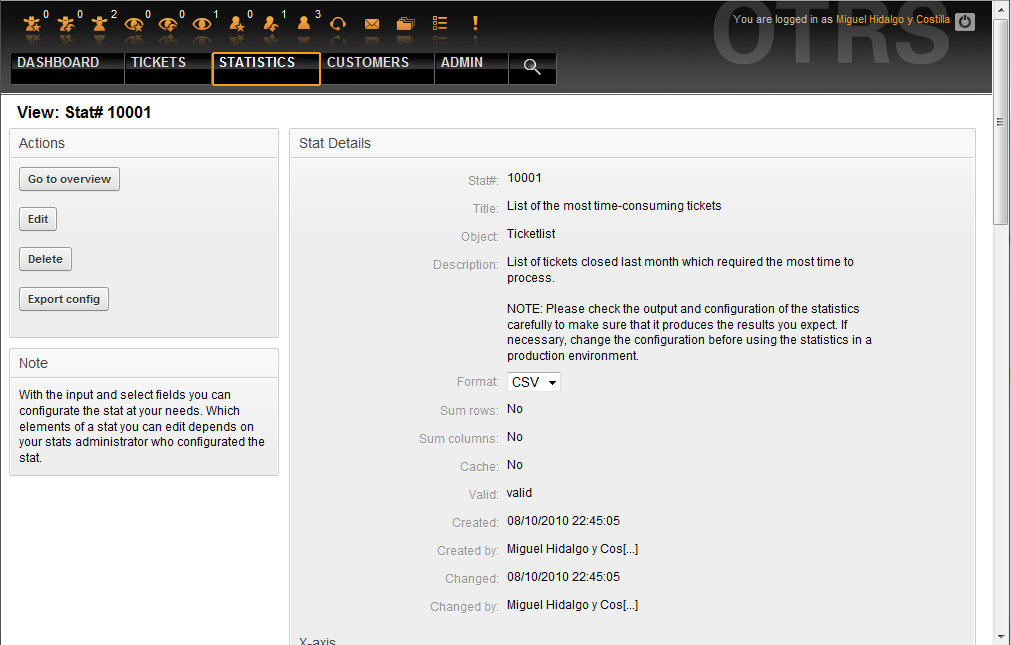 0 0 2 0 0 1 0 1 3
You are logged in as Miguel Hidalgo y Costilla
OTRS
DASHBOARD TICKETS STATISTICS CUSTOMERS ADMIN
View: Stat# 10001
Actions
Go to overview
Edit
Delete
Export config
Note
With the input and select fields you can
configurate the stat at your needs. Which
elements of a stat you can edit depends on
your stats administrator who configurated the
stat.
Stat Details
Stat#: 10001
Title: List of the most time-consuming tickets
Object: Ticketlist
Description: List of tickets closed last month which required the most time to
process.
NOTE: Please check the output and configuration of the statistics
carefully to make sure that it produces the results you expect. If
necessary, change the configuration before using the statistics in a
production environment.
Format: CSV
Sum rows: No
Sum columns: No
Cache: No
Valid: valid
Created: 08/10/2010 22:45:05
Created by: Miguel Hidalgo y Cos[...]
Changed: 08/10/2010 22:45:05
Changed by: Miguel Hidalgo y Cos[...]
X-axis